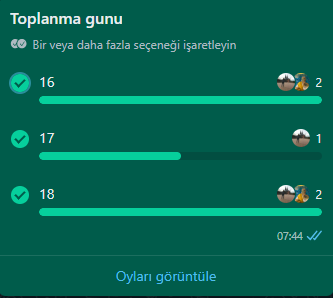 Toplanma gunu
Bir veya daha fazla seçeneği işaretleyin
16 2
17 1
18 2
07:44
Oyları görüntüle